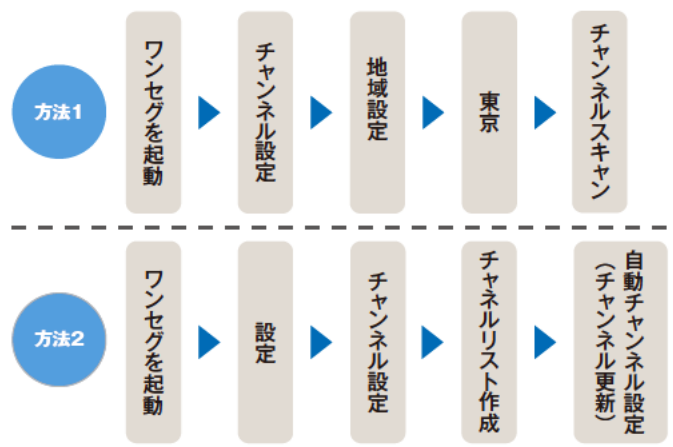 方法1
ワンセグを起動
チャンネル設定
地域設定
東京
チャンネルスキャン
方法2
ワンセグを起動
設定
チャンネル設定
チャネルリスト作成
自動チャンネル設定
（チャンネル更新）